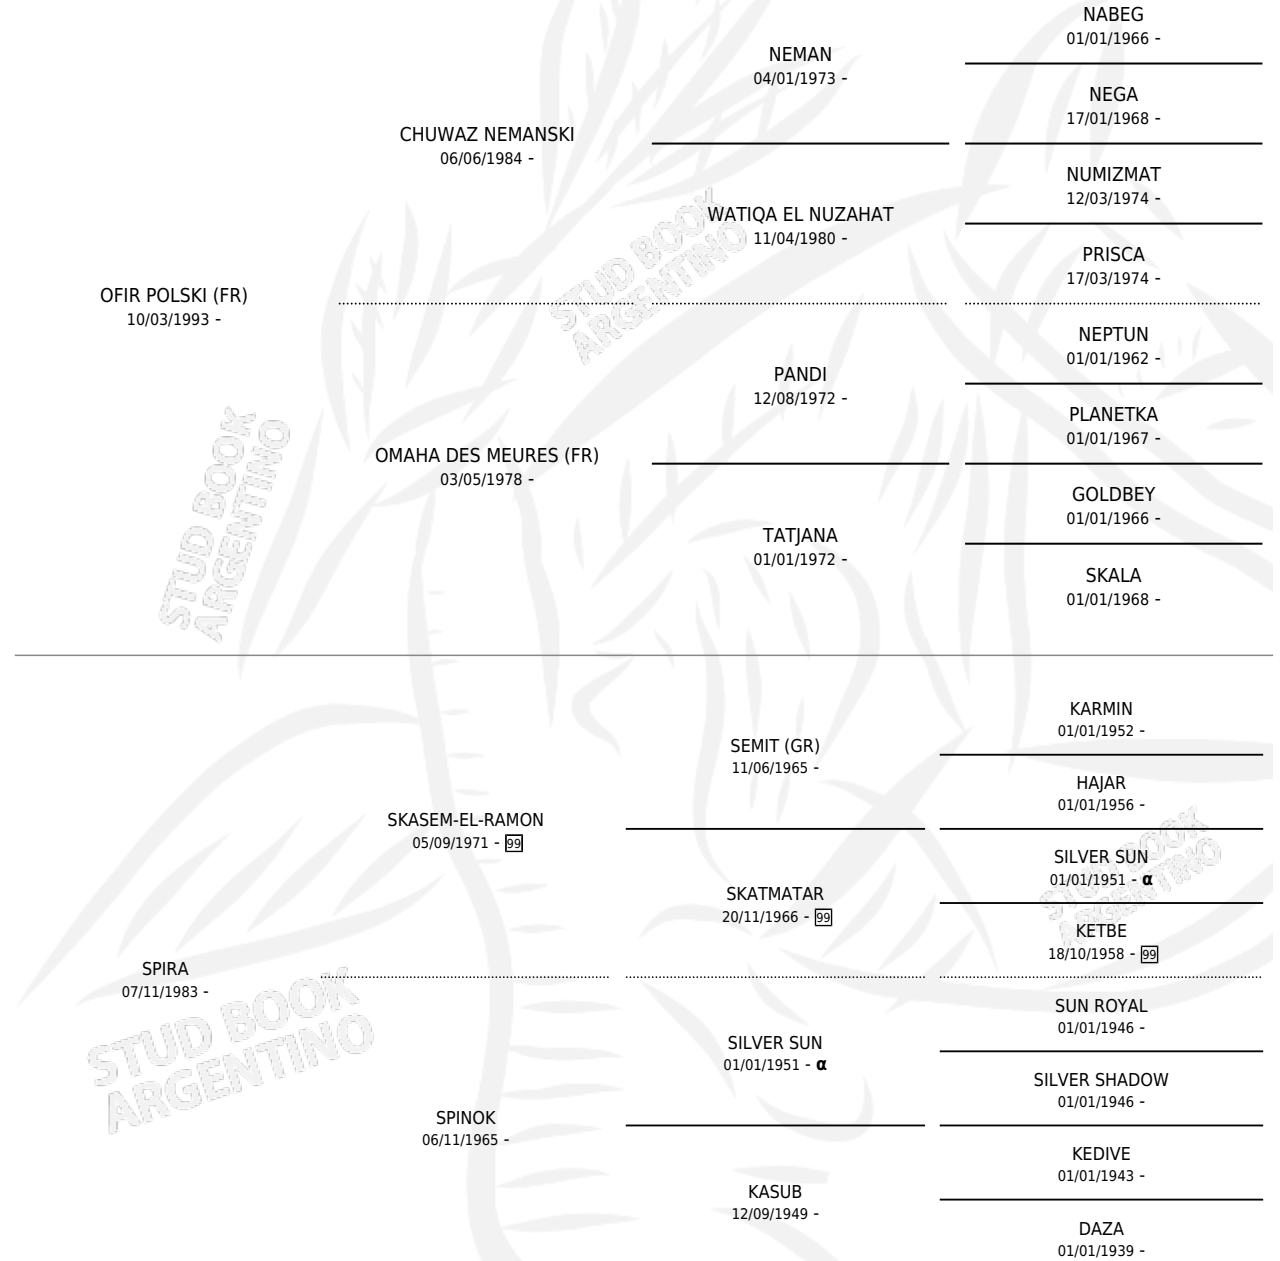 NABEG
01/01/1966 -
NEMAN
04/01/1973 -
NEGA
17/01/1968 -
CHUWAZ NEMANSKI
06/06/1984 -
NUMIZMAT
12/03/1974 -
WATIQA EL NUZAHAT
11/04/1980 -
PRISCA
17/03/1974 -
OFIR POLSKI (FR)
10/03/1993 -
NEPTUN
01/01/1962 -
PANDI
12/08/1972 -
PLANETKA
01/01/1967 -
OMAHA DES MEURES (FR)
03/05/1978 -
GOLDBEY
01/01/1966 -
TATJANA
01/01/1972 -
SKALA
01/01/1968 -
KARMIN
01/01/1952 -
SEMIT (GR)
11/06/1965 -
HAJAR
01/01/1956 -
SKASEM-EL-RAMON
05/09/1971 - 99
SILVER SUN
01/01/1951 - α
SKATMATAR
20/11/1966 - 99
KETBE
18/10/1958 - 99
SPIRA
07/11/1983 -
SUN ROYAL
01/01/1946 -
SILVER SUN
01/01/1951 - α
SILVER SHADOW
01/01/1946 -
SPINOK
06/11/1965 -
KEDIVE
01/01/1943 -
KASUB
12/09/1949 -
DAZA
01/01/1939 -
STUD BOOK
ARGENTINO
STUD BOOK
ARGENTINO
STUD BOOK
ARGENTINO
STUD BOOK
ARGENTINO